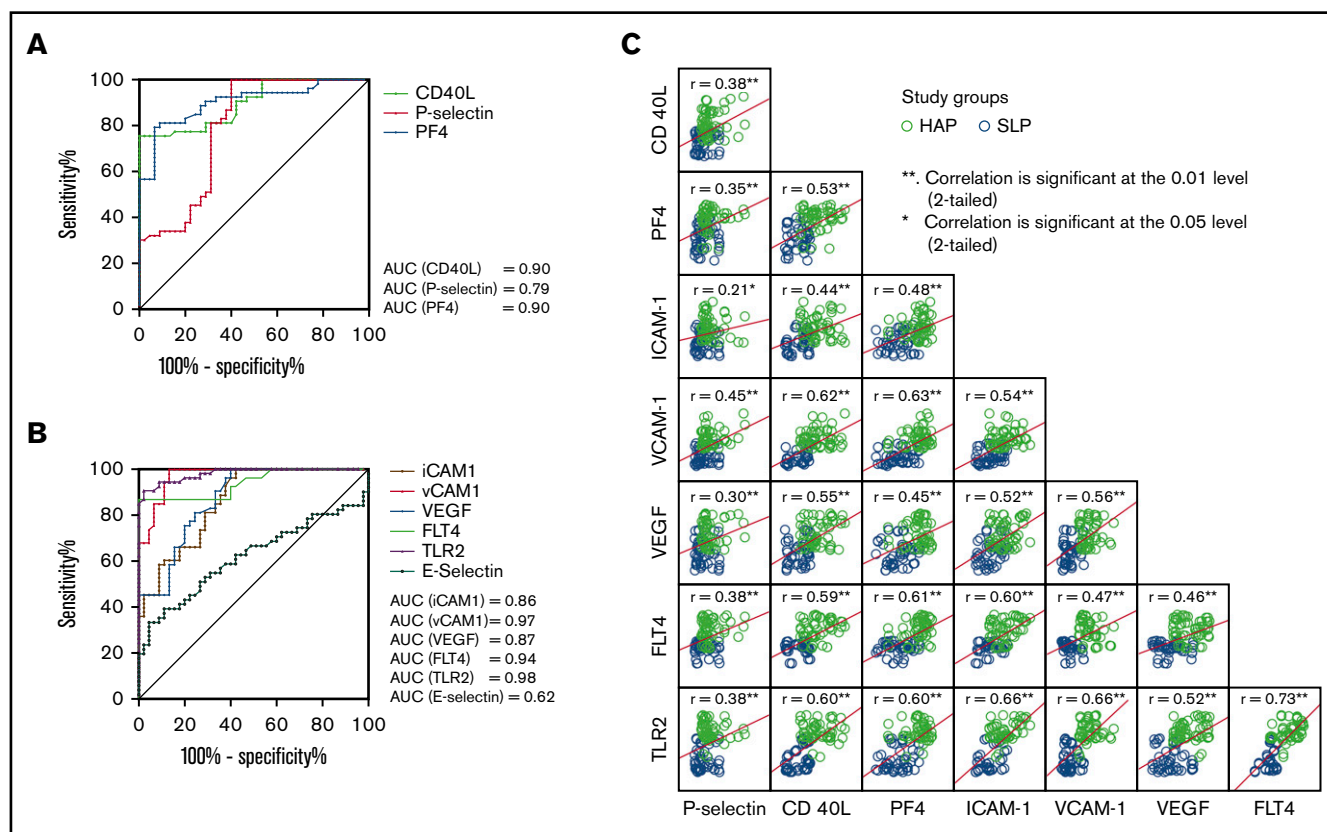 A
100
80
60
40
20
0
Sensitivity%
0 20 40 60 80 100
100% - specificity%
CD40L
P-selectin
PF4
AUC (CD40L) = 0.90
AUC (P-selectin) = 0.79
AUC (PF4) = 0.90
B
100
80
60
40
20
0
Sensitivity%
0 20 40 60 80 100
100% - specificity%
iCAM1
vCAM1
VEGF
FLT4
TLR2
E-Selectin
AUC (iCAM1) = 0.86
AUC (vCAM1) = 0.97
AUC (VEGF) = 0.87
AUC (FLT4) = 0.94
AUC (TLR2) = 0.98
AUC (E-selectin) = 0.62
C
Study groups
HAP SLP
**. Correlation is significant at the 0.01 level
(2-tailed)
* Correlation is significant at the 0.05 level
(2-tailed)
CD 40L
r = 0.38**
PF4
r = 0.35** r = 0.53**
ICAM-1
r = 0.21* r = 0.44** r = 0.48**
VCAM-1
r = 0.45** r = 0.62** r = 0.63** r = 0.54**
VEGF
r = 0.30** r = 0.55** r = 0.45** r = 0.52** r = 0.56**
FLT4
r = 0.38** r = 0.59** r = 0.61** r = 0.60** r = 0.47** r = 0.46**
TLR2
r = 0.38** r = 0.60** r = 0.60** r = 0.66** r = 0.66** r = 0.52** r = 0.73**
P-selectin CD 40L PF4 ICAM-1 VCAM-1 VEGF FLT4